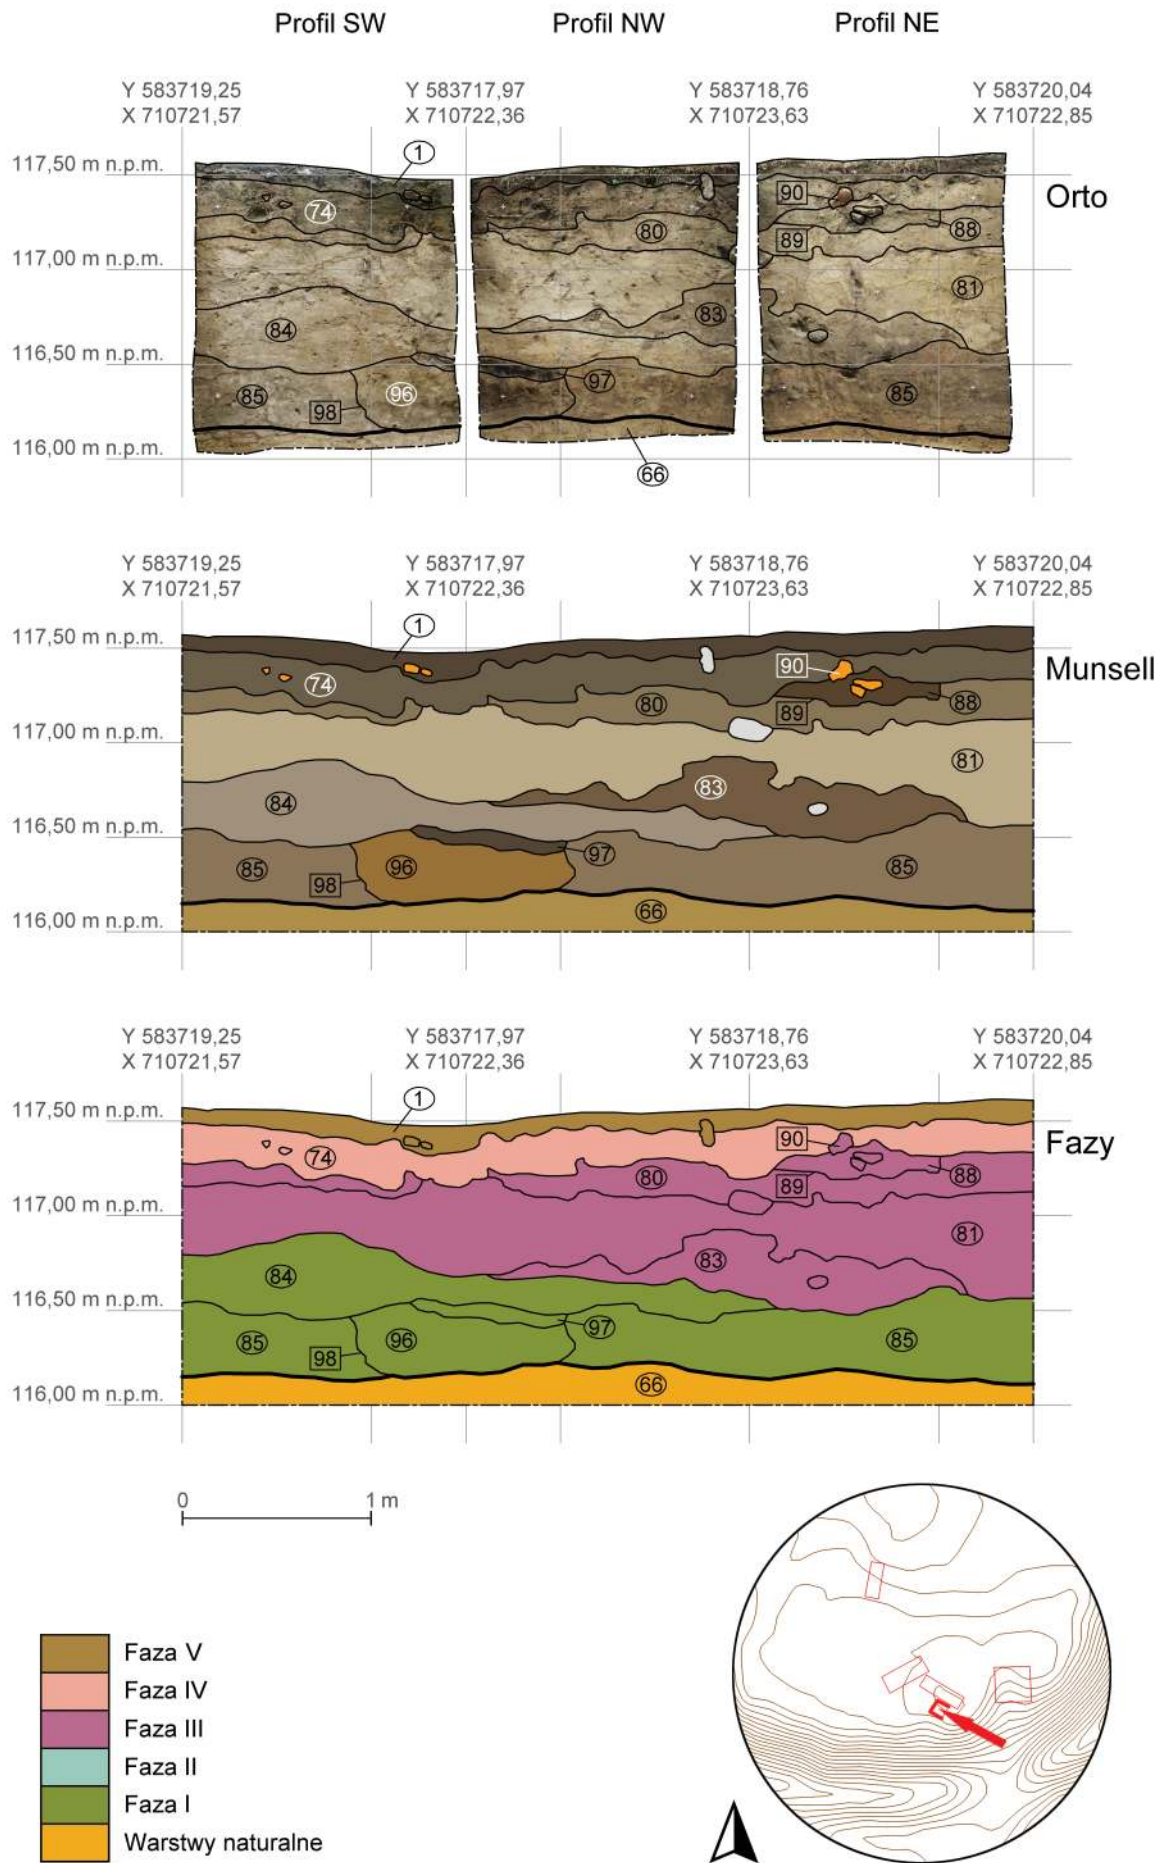 Profil SW Profil NW Profil NE
Y 583719,25 Y 583717,97 Y 583718,76 Y 583720,04
X 710721,57 X 710722,36 X 710723,63 X 710722,85
117,50 m n.p.m.
1
Orto
90
74
80
88
89
117,00 m n.p.m.
81
83
84
116,50 m n.p.m.
97
85
98
96
85
116,00 m n.p.m.
66
Y 583719,25 Y 583717,97 Y 583718,76 Y 583720,04
X 710721,57 X 710722,36 X 710723,63 X 710722,85
117,50 m n.p.m.
1
Munsell
90
74
80
88
89
117,00 m n.p.m.
81
83
84
116,50 m n.p.m.
97
85
98
96
85
66
116,00 m n.p.m.
Y 583719,25 Y 583717,97 Y 583718,76 Y 583720,04
X 710721,57 X 710722,36 X 710723,63 X 710722,85
117,50 m n.p.m.
1
Fazy
90
74
80
88
89
117,00 m n.p.m.
81
83
84
116,50 m n.p.m.
97
85
98
96
85
66
116,00 m n.p.m.
0 1 m
Faza V
Faza IV
Faza III
Faza II
Faza I
Warstwy naturalne